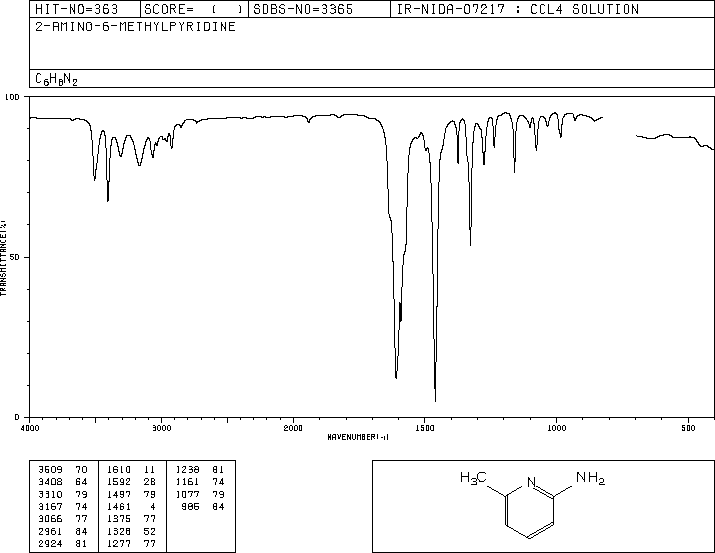 HIT-NO=363 SCORE= ( ) SDBS-NO=3365 IR-NIDA-07217 : CCL4 SOLUTION
2-AMINO-6-METHYLPYRIDINE
C6H8N2
100
50
0
TRANSMITTANCE(%)
4000 3000 2000 1500 1000 500
WAVENUMBER(-1)
3509 70 1610 11 1238 81
3408 64 1592 28 1161 74
3310 79 1497 79 1077 79
3167 74 1461 4 985 84
3066 77 1375 77
2961 84 1328 52
2924 81 1277 77
H3C N NH2